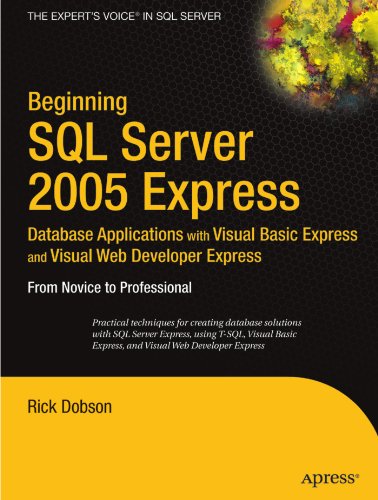 THE EXPERT'S VOICE® IN SQL SERVER
Beginning
SQL Server
2005 Express
Database Applications with Visual Basic Express
and Visual Web Developer Express
From Novice to Professional
Practical techniques for creating database solutions
with SQL Server Express, using T-SQL, Visual Basic
Express, and Visual Web Developer Express
Rick Dobson
Apress®